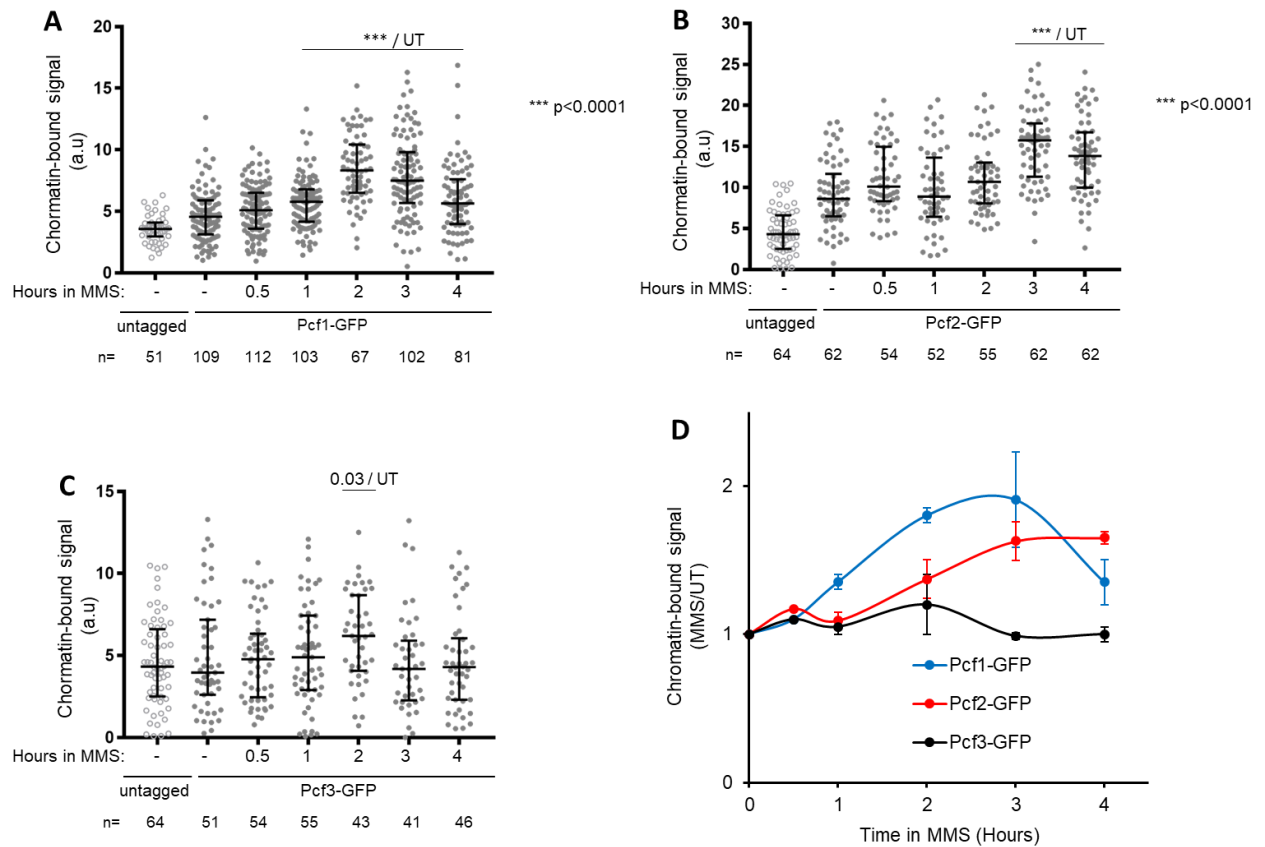 A
20
15
10
5
0
Chormatin-bound signal
(a.u)
*** / UT
*** p<0.0001
Hours in MMS: - - 0.5 1 2 3 4
untagged Pcf1-GFP
n= 51 109 112 103 67 102 81
B
30
25
20
15
10
5
0
Chormatin-bound signal
(a.u)
*** / UT
*** p<0.0001
Hours in MMS: - - 0.5 1 2 3 4
untagged Pcf2-GFP
n= 64 62 54 52 55 62 62
C
15
10
5
0
Chormatin-bound signal
(a.u)
0.03 / UT
Hours in MMS: - - 0.5 1 2 3 4
untagged Pcf3-GFP
n= 64 51 54 55 43 41 46
D
2
1
0
Chromatin-bound signal
(MMS/UT)
Pcf1-GFP
Pcf2-GFP
Pcf3-GFP
0 1 2 3 4
Time in MMS (Hours)